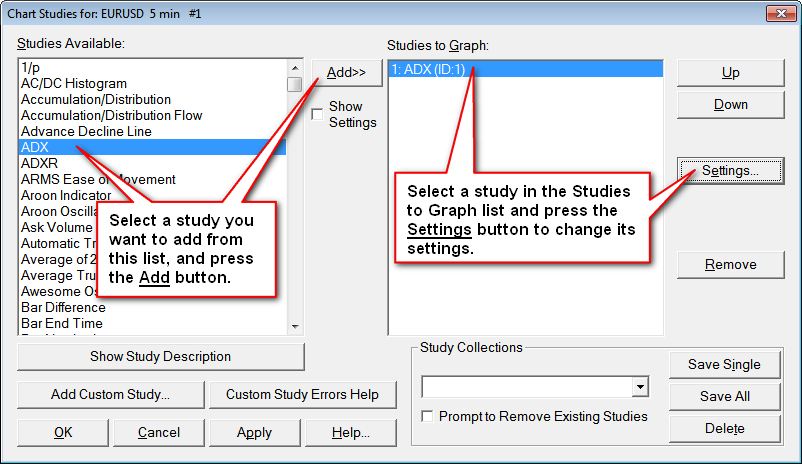 Chart Studies for: EURUSD 5 min #1
Studies Available:
1/p
AC/DC Histogram
Accumulation/Distribution
Accumulation/Distribution Flow
Advance Decline Line
ADX
ADXR
ARMS Ease of Movement
Aroon Indicator
Aroon Oscilla
Ask Volume
Automatic Tr
Average of 2
Average Tru
Awesome Os
Bar Difference
Bar End Time
Select a study you
want to add from
this list, and press
the Add button.
Add>>
Show
Settings
Studies to Graph:
1: ADX (ID:1)
Select a study in the Studies
to Graph list and press the
Settings button to change its
settings.
Up
Down
Settings...
Remove
Show Study Description
Add Custom Study...
Custom Study Errors Help
OK
Cancel
Apply
Help...
Study Collections
Prompt to Remove Existing Studies
Save Single
Save All
Delete